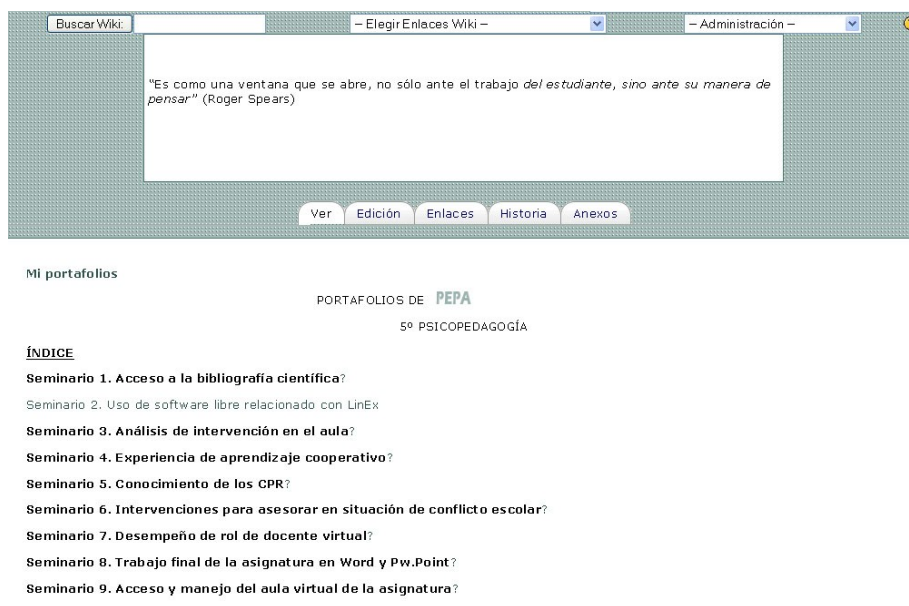 Buscar Wiki:
– Elegir Enlaces Wiki –
– Administración –
"Es como una ventana que se abre, no sólo ante el trabajo del estudiante, sino ante su manera de
pensar" (Roger Spears)
Ver
Edición
Enlaces
Historia
Anexos
Mi portafolios
PORTAFOLIOS DE PEPA
5º PSICOPEDAGOGÍA
ÍNDICE
Seminario 1. Acceso a la bibliografía científica?
Seminario 2. Uso de software libre relacionado con LinEx
Seminario 3. Análisis de intervención en el aula?
Seminario 4. Experiencia de aprendizaje cooperativo?
Seminario 5. Conocimiento de los CPR?
Seminario 6. Intervenciones para asesorar en situación de conflicto escolar?
Seminario 7. Desempeño de rol de docente virtual?
Seminario 8. Trabajo final de la asignatura en Word y Pw.Point?
Seminario 9. Acceso y manejo del aula virtual de la asignatura?